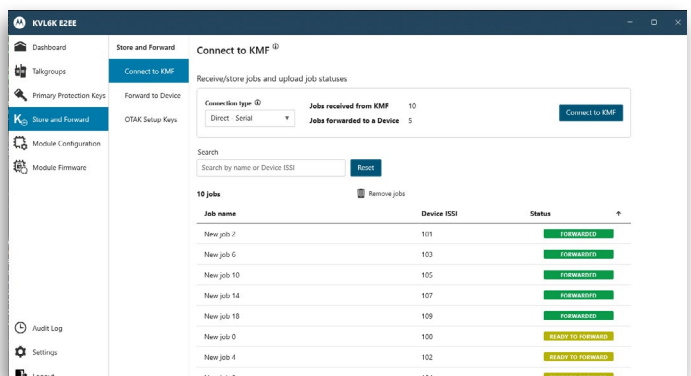 KVL6K E2EE
Dashboard
Talkgroups
Primary Protection Keys
Store and Forward
Module Configuration
Module Firmware
Audit Log
Settings
Store and Forward
Connect to KMF
Forward to Device
OTAK Setup Keys
Connect to KMF
Receive/store jobs and upload job statuses
Connection type
Direct - Serial
Jobs received from KMF 10
Jobs forwarded to a Device 5
Connect to KMF
Search
Search by name or Device ISSI
Reset
10 jobs
Remove jobs
Job name Device ISSI Status
New job 2 101 FORWARDED
New job 6 103 FORWARDED
New job 10 105 FORWARDED
New job 14 107 FORWARDED
New job 18 109 FORWARDED
New job 0 100 READY TO FORWARD
New job 4 102 READY TO FORWARD